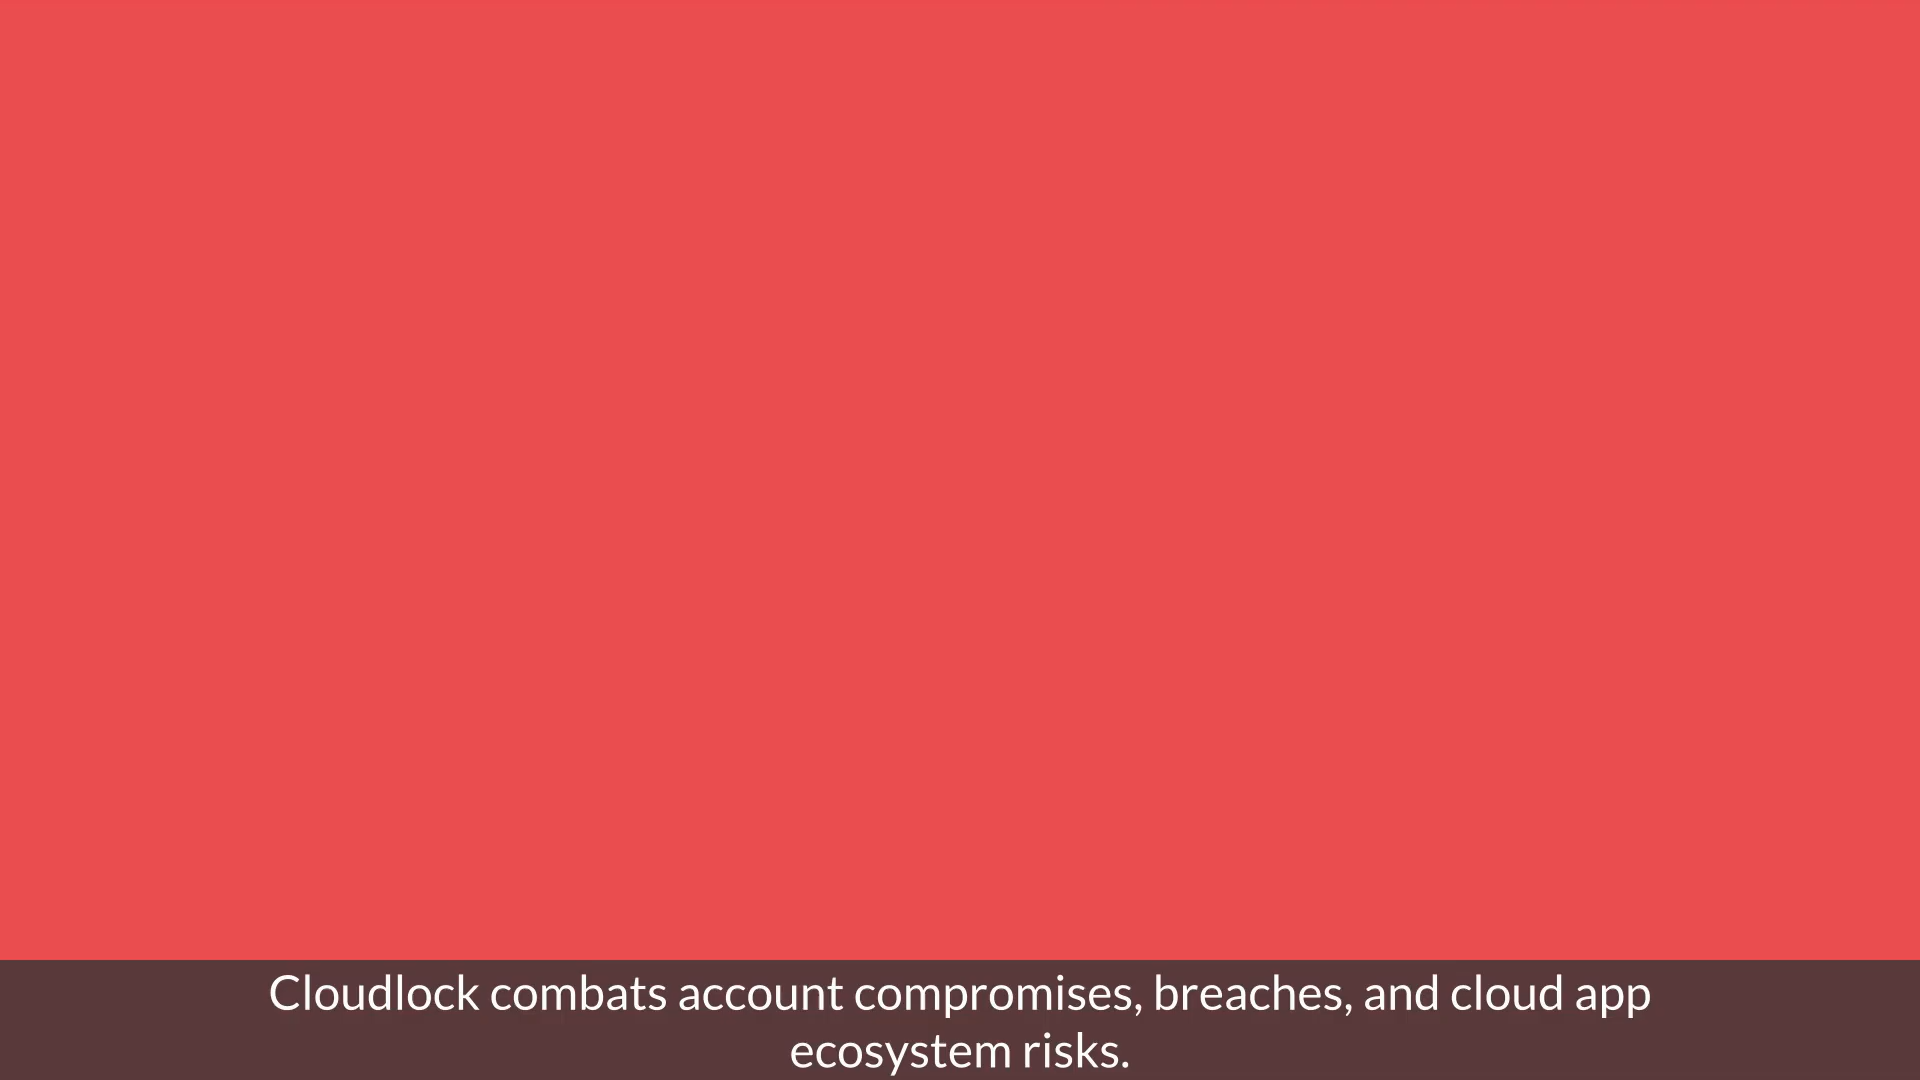 Cloudlock combats account compromises, breaches, and cloud app
ecosystem risks.